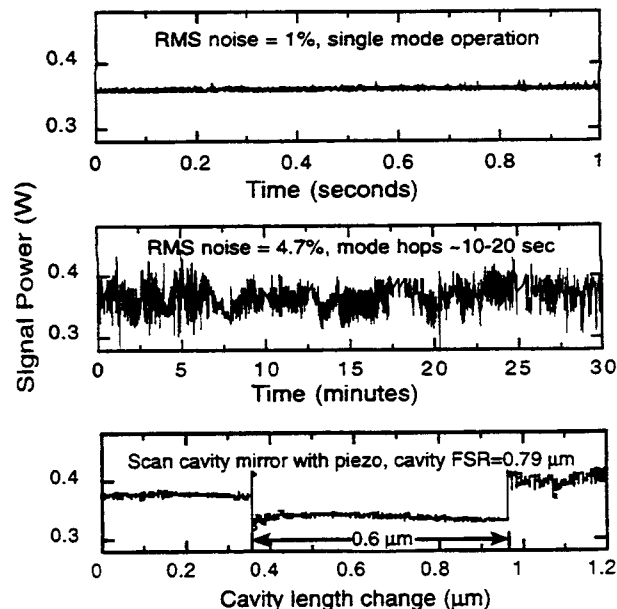 RMS noise = 1%, single mode operation
0.4
0.3
0 0.2 0.4 0.6 0.8 1
Time (seconds)
Signal Power (W)
RMS noise = 4.7%, mode hops ~10-20 sec
0.4
0.3
0 5 10 15 20 25 30
Time (minutes)
Scan cavity mirror with piezo, cavity FSR=0.79 µm
0.4
0.3
0.6 µm
0 0.2 0.4 0.6 0.8 1 1.2
Cavity length change (µm)